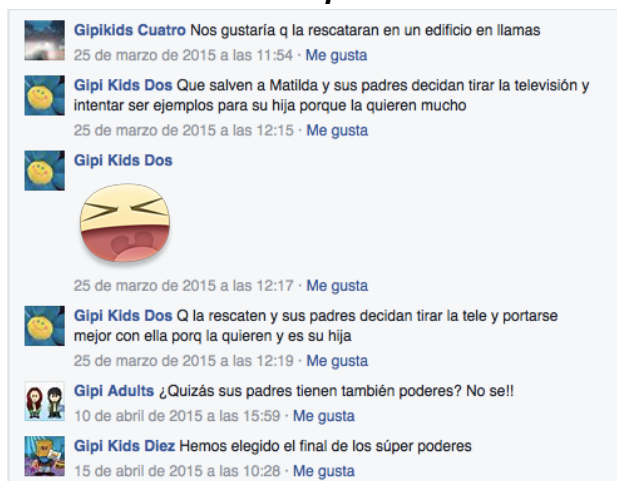 Gipikids Cuatro Nos gustaría q la rescataran en un edificio en llamas
25 de marzo de 2015 a las 11:54 · Me gusta
Gipi Kids Dos Que salven a Matilda y sus padres decidan tirar la televisión y
intentar ser ejemplos para su hija porque la quieren mucho
25 de marzo de 2015 a las 12:15 · Me gusta
Gipi Kids Dos
25 de marzo de 2015 a las 12:17 · Me gusta
Gipi Kids Dos Q la rescaten y sus padres decidan tirar la tele y portarse
mejor con ella porq la quieren y es su hija
25 de marzo de 2015 a las 12:19 · Me gusta
Gipi Adults ¿Quizás sus padres tienen también poderes? No se!!
10 de abril de 2015 a las 15:59 · Me gusta
Gipi Kids Diez Hemos elegido el final de los súper poderes
15 de abril de 2015 a las 10:28 · Me gusta